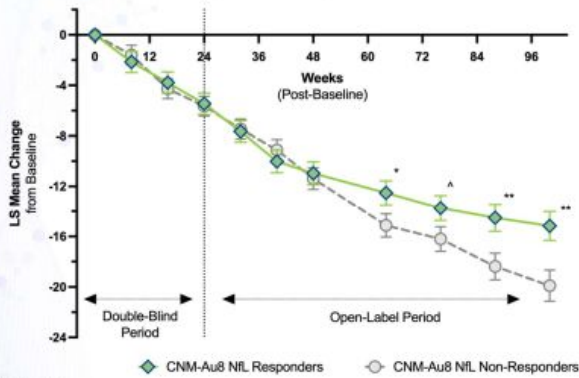 LS Mean Change
from Baseline
0
-4
-8
-12
-16
-20
-24
0 12 24 36 48 60 72 84 96
Weeks
(Post-Baseline)
* ^ ** **
Double-Blind
Period
Open-Label Period
CNM-Au8 NfL Responders
CNM-Au8 NfL Non-Responders